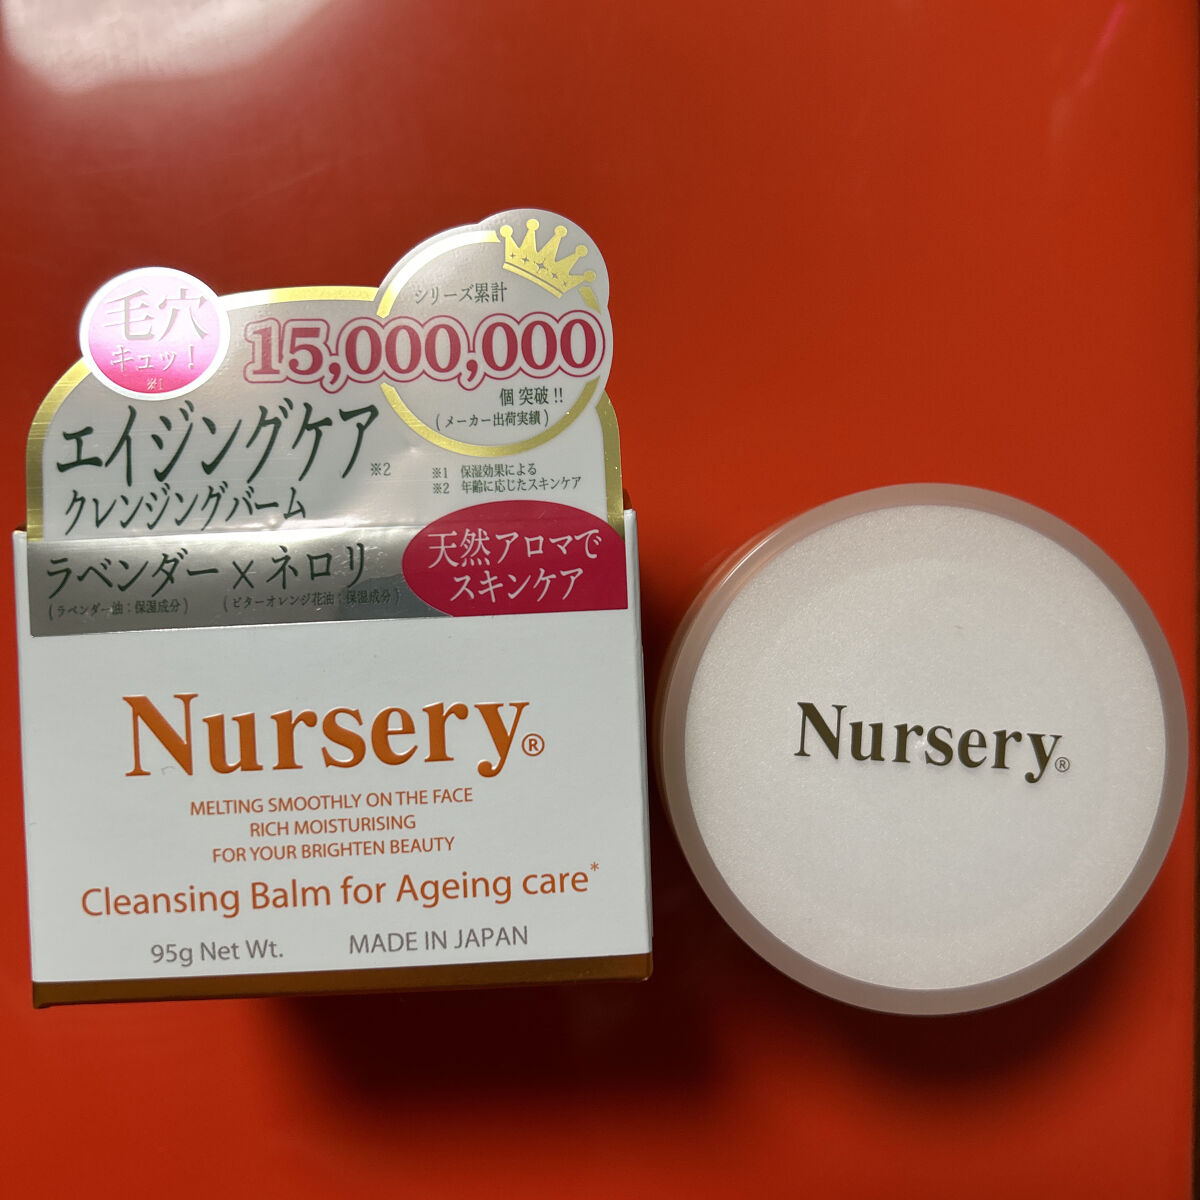 毛穴
キュッ!
※1
シリーズ累計
15,000,000
個 突破!!
(メーカー出荷実績)
エイジングケア※2
クレンジングバーム
※1 保湿効果による
※2 年齢に応じたスキンケア
ラベンダー×ネロリ
(ラベンダー油:保湿成分) (ビターオレンジ花油:保湿成分)
天然アロマで
スキンケア
Nursery®
MELTING SMOOTHLY ON THE FACE
RICH MOISTURISING
FOR YOUR BRIGHTEN BEAUTY
Cleansing Balm for Ageing care*
95g Net Wt. MADE IN JAPAN
Nursery®